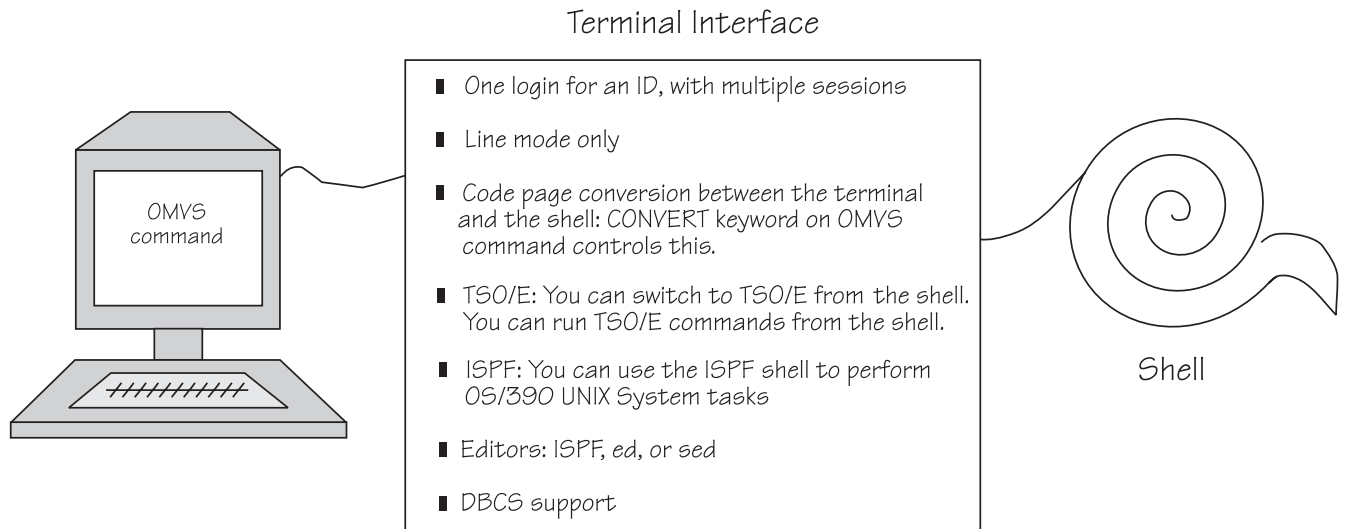 Terminal Interface
One login for an ID, with multiple sessions
Line mode only
Code page conversion between the terminal
and the shell: CONVERT keyword on OMVS
command controls this.
TSO/E: You can switch to TSO/E from the shell.
You can run TSO/E commands from the shell.
ISPF: You can use the ISPF shell to perform
OS/390 UNIX System tasks
Editors: ISPF, ed, or sed
DBCS support
OMVS
command
Shell